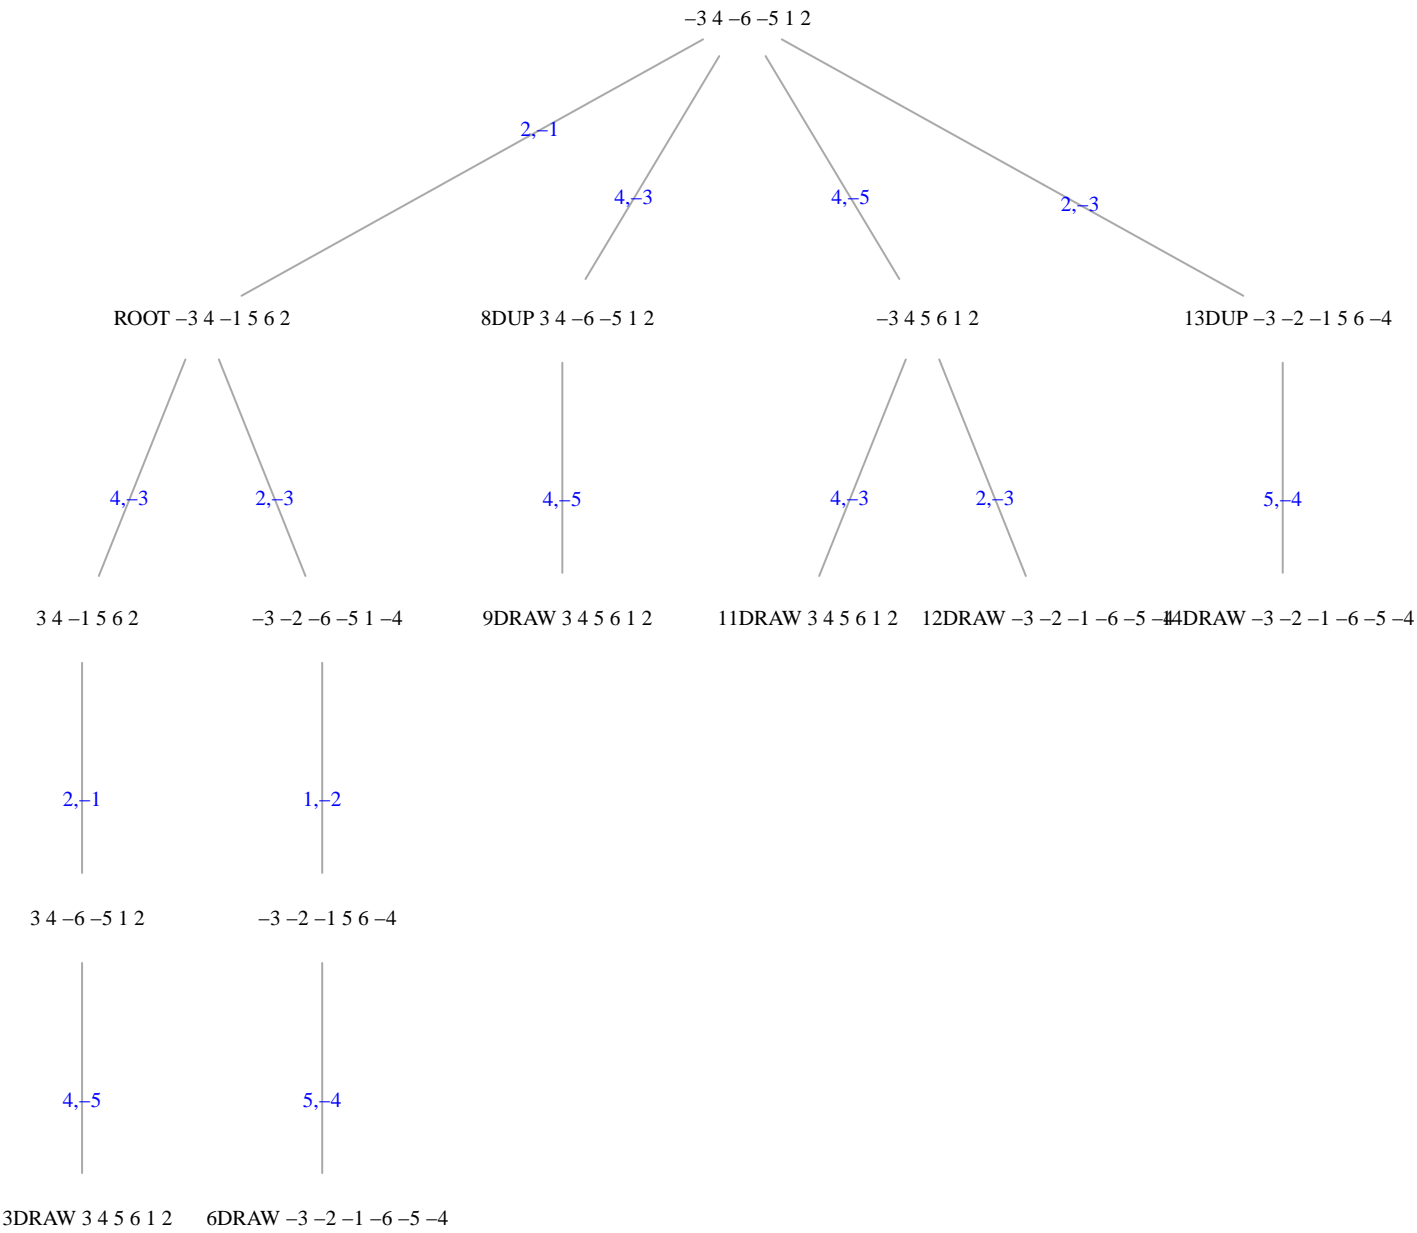 –3 4 –6 –5 1 2
2,–1
4,–3
4,–5
2,–3
ROOT –3 4 –1 5 6 2
8DUP 3 4 –6 –5 1 2
–3 4 5 6 1 2
13DUP –3 –2 –1 5 6 –4
4,–3
2,–3
4,–5
4,–3
2,–3
5,–4
3 4 –1 5 6 2
–3 –2 –6 –5 1 –4
9DRAW 3 4 5 6 1 2
11DRAW 3 4 5 6 1 2
12DRAW –3 –2 –1 –6 –5 –4
14DRAW –3 –2 –1 –6 –5 –4
2,–1
1,–2
3 4 –6 –5 1 2
–3 –2 –1 5 6 –4
4,–5
5,–4
3DRAW 3 4 5 6 1 2
6DRAW –3 –2 –1 –6 –5 –4